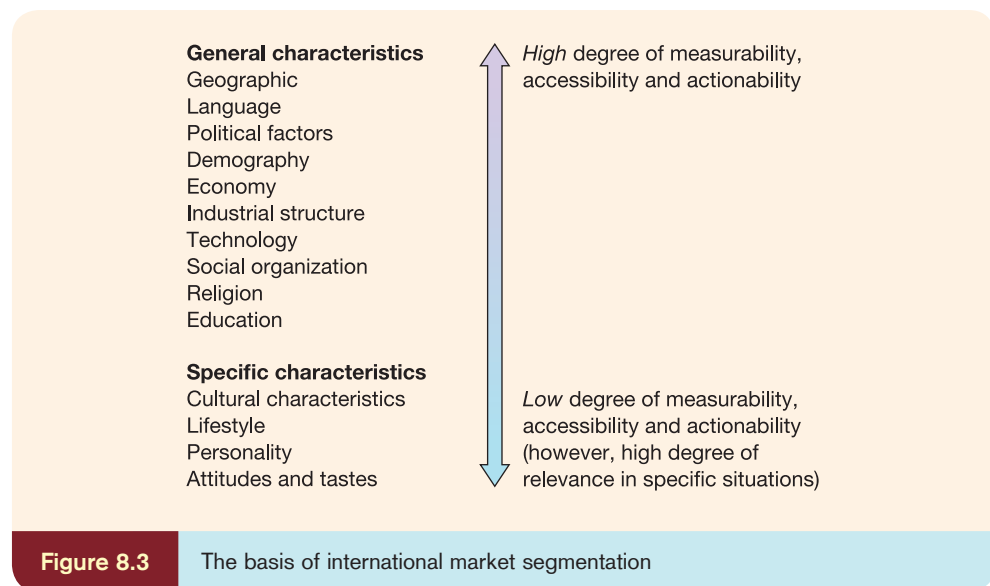 General characteristics
Geographic
Language
Political factors
Demography
Economy
Industrial structure
Technology
Social organization
Religion
Education
Specific characteristics
Cultural characteristics
Lifestyle
Personality
Attitudes and tastes
High degree of measurability,
accessibility and actionability
Low degree of measurability,
accessibility and actionability
(however, high degree of
relevance in specific situations)
Figure 8.3
The basis of international market segmentation